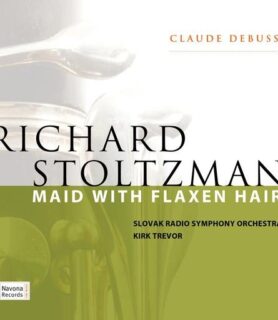 CLAUDE DEBUSS
RICHARD
STOLTZMAN
MAID WITH FLAXEN HAIR
SLOVAK RADIO SYMPHONY ORCHESTRA
KIRK TREVOR
Navona
Records